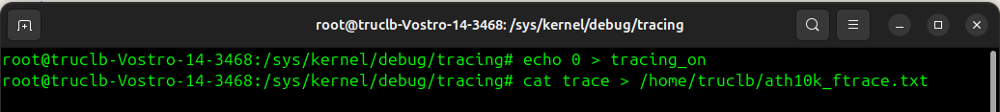 root@truclb-Vostro-14-3468: /sys/kernel/debug/tracing
root@truclb-Vostro-14-3468:/sys/kernel/debug/tracing# echo 0 > tracing_on
root@truclb-Vostro-14-3468:/sys/kernel/debug/tracing# cat trace > /home/truclb/ath10k_ftrace.txt